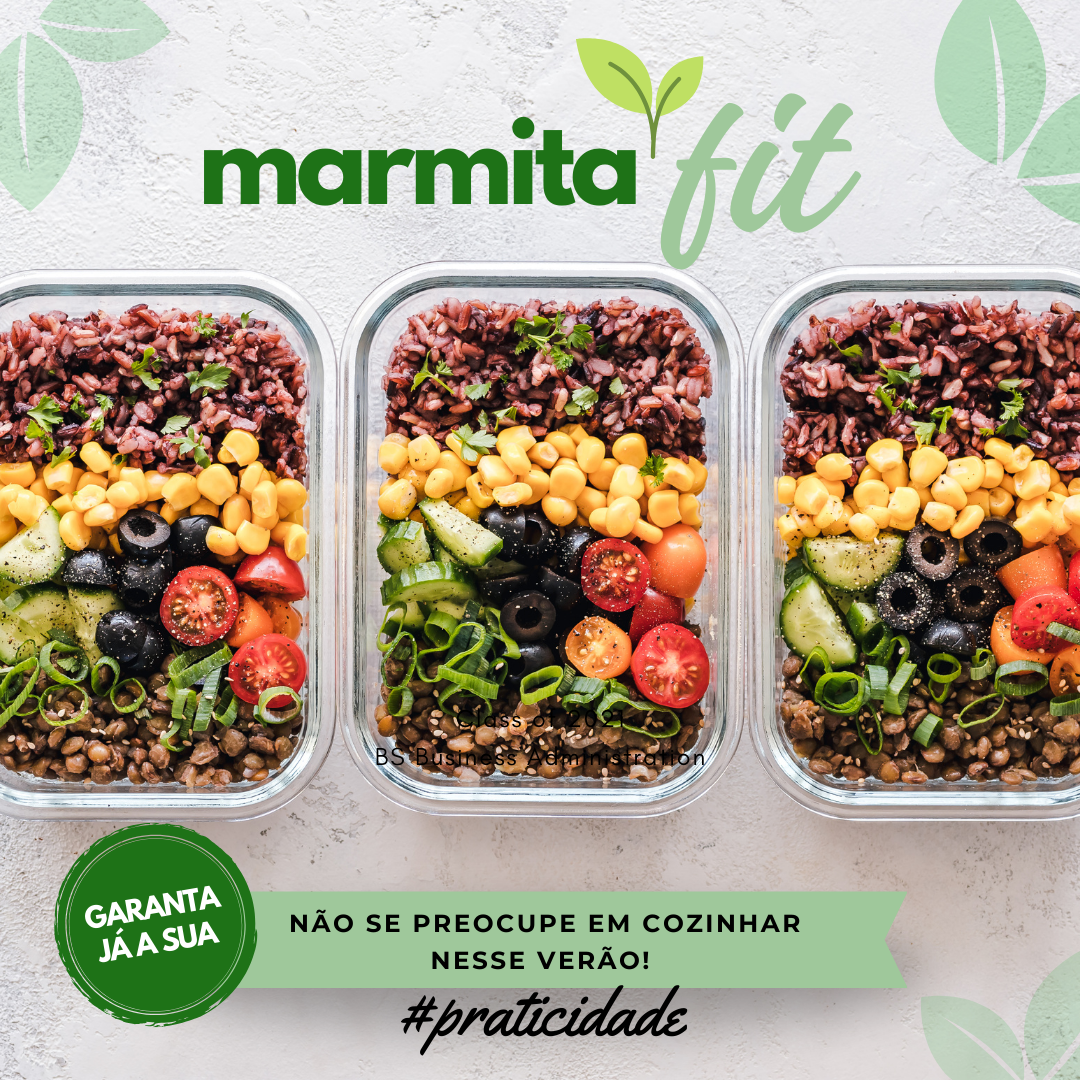 marmita fit
Class of 2021
BS Business Administration
GARANTA
JÁ A SUA
NÃO SE PREOCUPE EM COZINHAR
NESSE VERÃO!
#praticidade